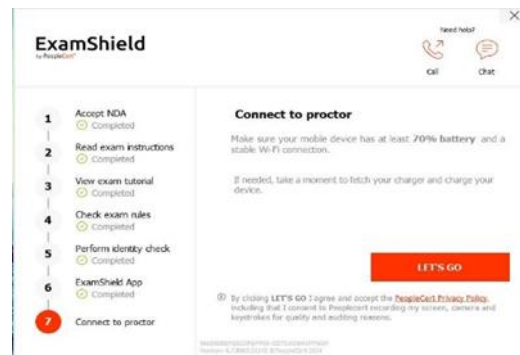 ExamShield
by PeopleCert
Need help?
Call
Chat
1
Accept NDA
Completed
2
Read exam instructions
Completed
3
View exam tutorial
Completed
4
Check exam rules
Completed
5
Perform identity check
Completed
6
ExamShield App
Completed
7
Connect to proctor
Connect to proctor
Make sure your mobile device has at least 70% battery and a
stable Wi-Fi connection.
If needed, take a moment to fetch your charger and charge your
device.
LET'S GO
By clicking LET'S GO I agree and accept the PeopleCert Privacy Policy,
including that I consent to Peoplecert recording my screen, camera and
keystrokes for quality and auditing reasons.